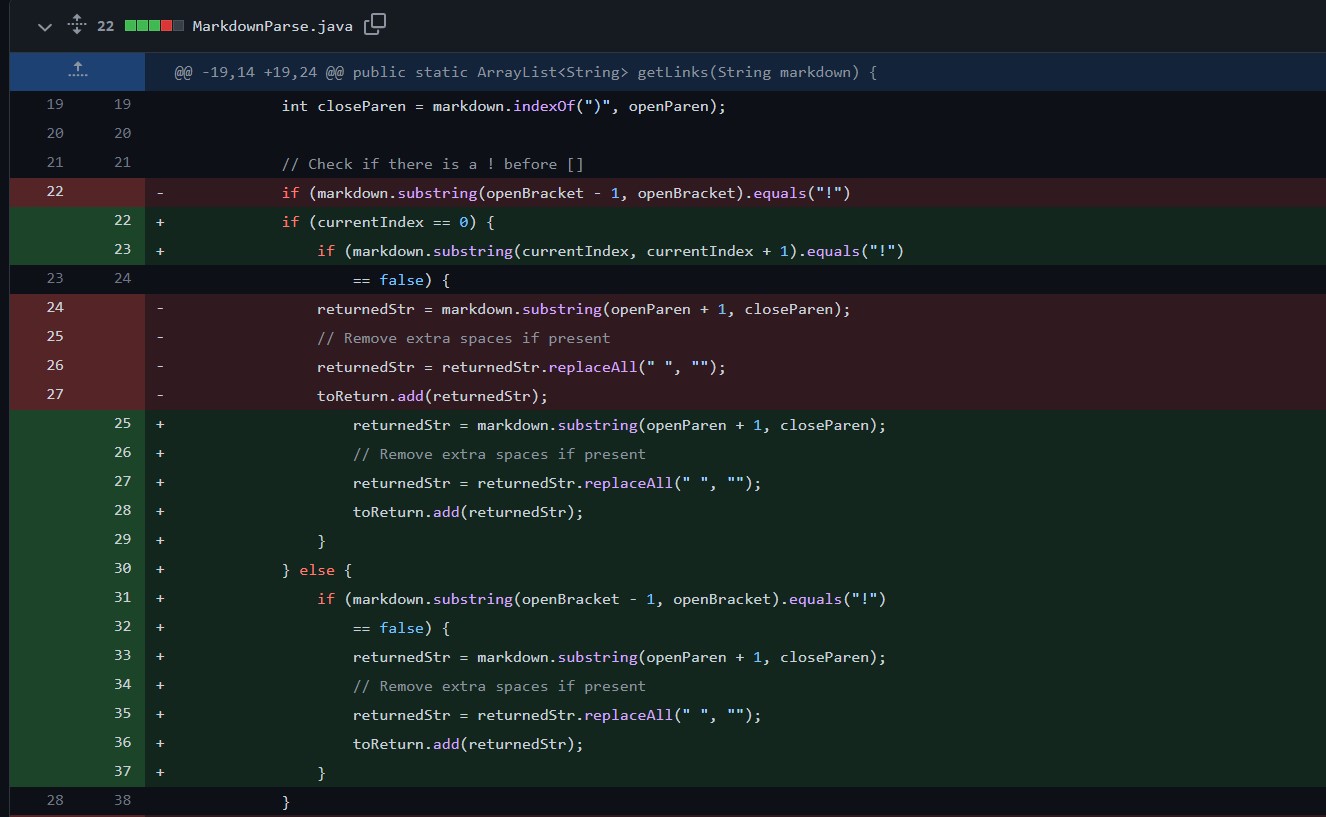 22 MarkdownParse.java
@@ -19,14 +19,24 @@ public static ArrayList<String> getLinks(String markdown) {
19 19 int closeParen = markdown.indexOf(")", openParen);
20 20
21 21 // Check if there is a ! before []
22 - if (markdown.substring(openBracket - 1, openBracket).equals("!")
22 + if (currentIndex == 0) {
23 + if (markdown.substring(currentIndex, currentIndex + 1).equals("!")
23 24 == false) {
24 - returnedStr = markdown.substring(openParen + 1, closeParen);
25 - // Remove extra spaces if present
26 - returnedStr = returnedStr.replaceAll(" ", "");
27 - toReturn.add(returnedStr);
25 + returnedStr = markdown.substring(openParen + 1, closeParen);
26 + // Remove extra spaces if present
27 + returnedStr = returnedStr.replaceAll(" ", "");
28 + toReturn.add(returnedStr);
29 + }
30 + } else {
31 + if (markdown.substring(openBracket - 1, openBracket).equals("!")
32 + == false) {
33 + returnedStr = markdown.substring(openParen + 1, closeParen);
34 + // Remove extra spaces if present
35 + returnedStr = returnedStr.replaceAll(" ", "");
36 + toReturn.add(returnedStr);
37 + }
28 38 }